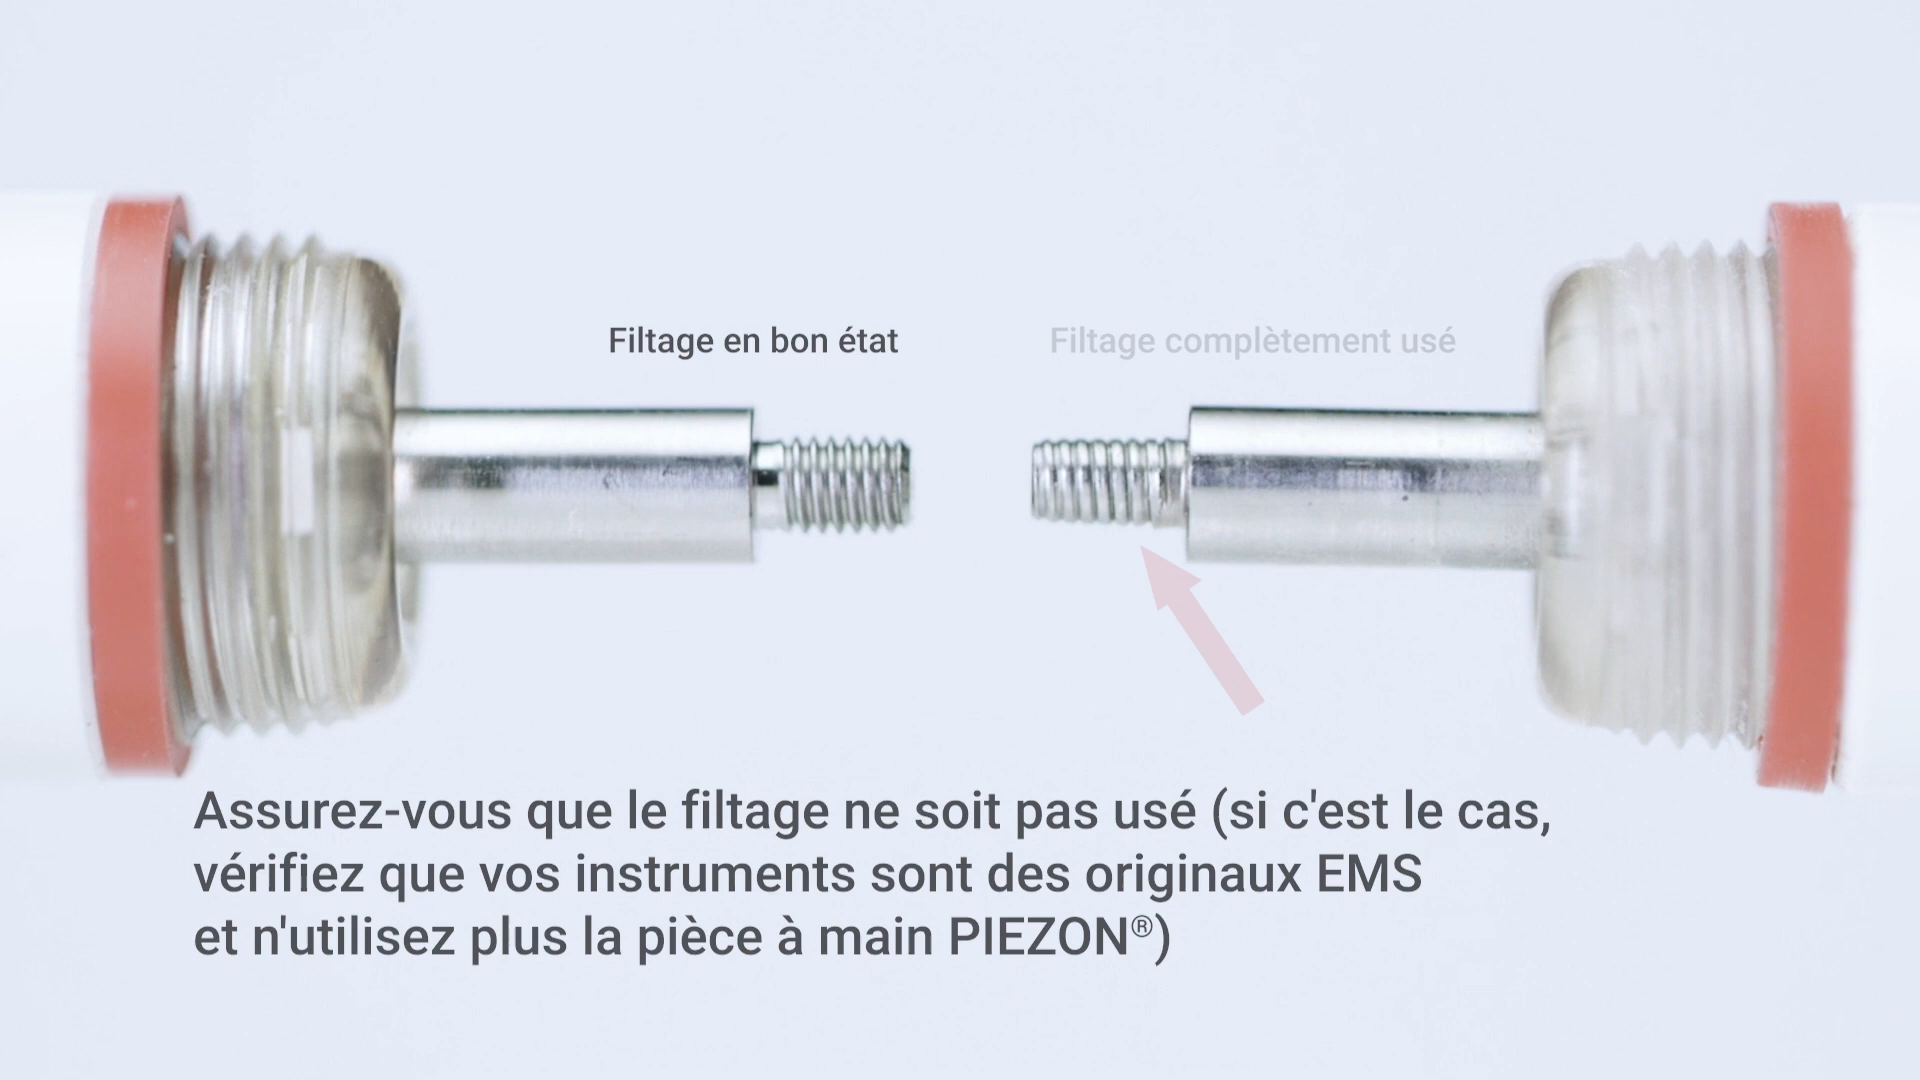 Filtage en bon état
Filtage complètement usé
Assurez-vous que le filtage ne soit pas usé (si c'est le cas,
vérifiez que vos instruments sont des originaux EMS
et n'utilisez plus la pièce à main PIEZON®)